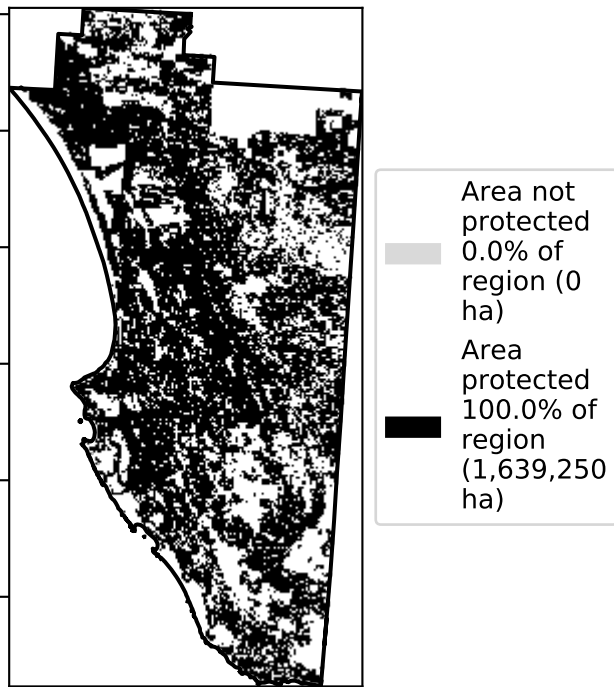 Area not
protected
0.0% of
region (0
ha)
Area
protected
100.0% of
region
(1,639,250
ha)